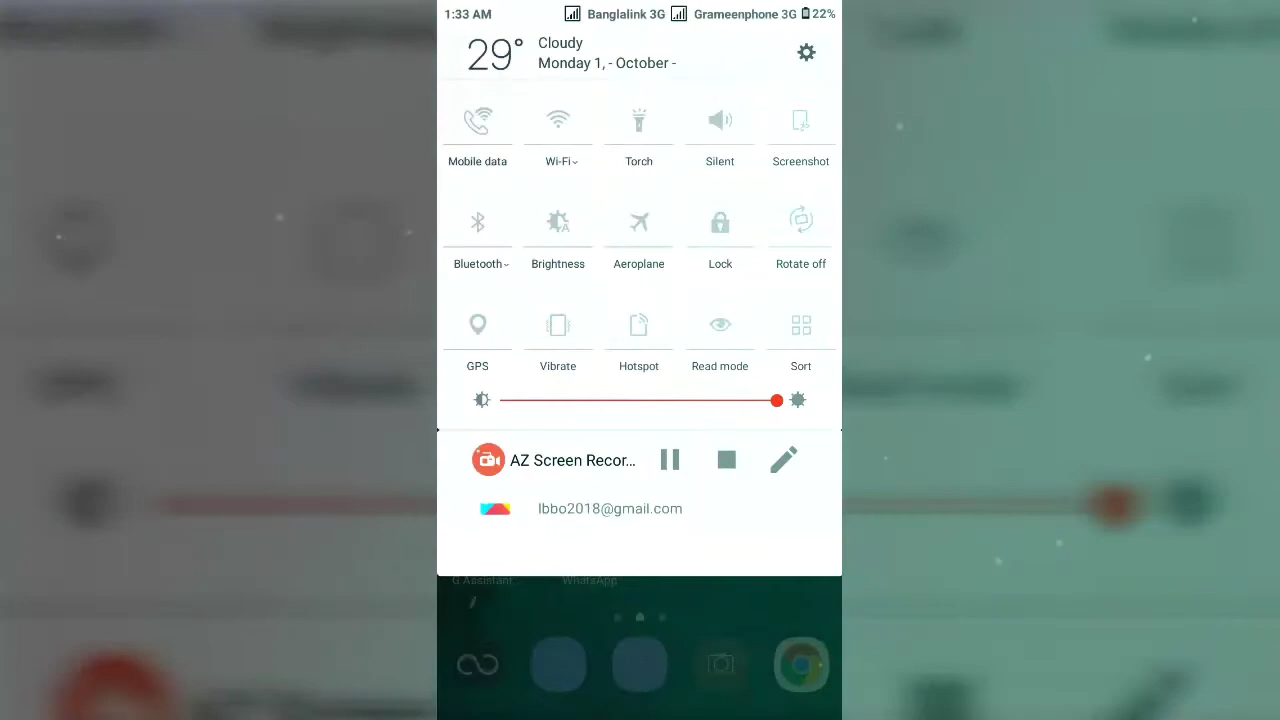 1:33 AM Banglalink 3G Grameenphone 3G 22%
29° Cloudy
Monday 1, - October -
Mobile data Wi-Fi Torch Silent Screenshot
Bluetooth Brightness Aeroplane Lock Rotate off
GPS Vibrate Hotspot Read mode Sort
AZ Screen Recor...
lbbo2018@gmail.com
G Assistant WhatsApp